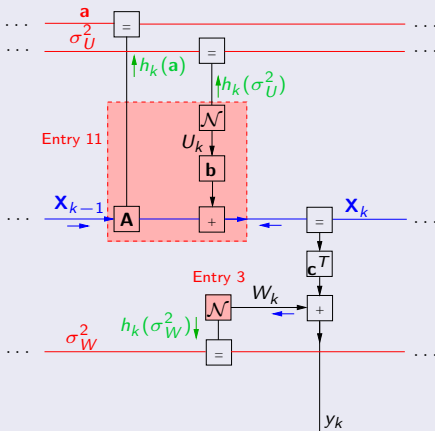 ... a = ...
... σ_U^2 = ...
h_k(a) h_k(σ_U^2)
Entry 11 𝒩
U_k
b
... X_{k-1} A + = X_k ...
c^T
Entry 3
𝒩 W_k +
h_k(σ_W^2)
... σ_W^2 = ...
y_k